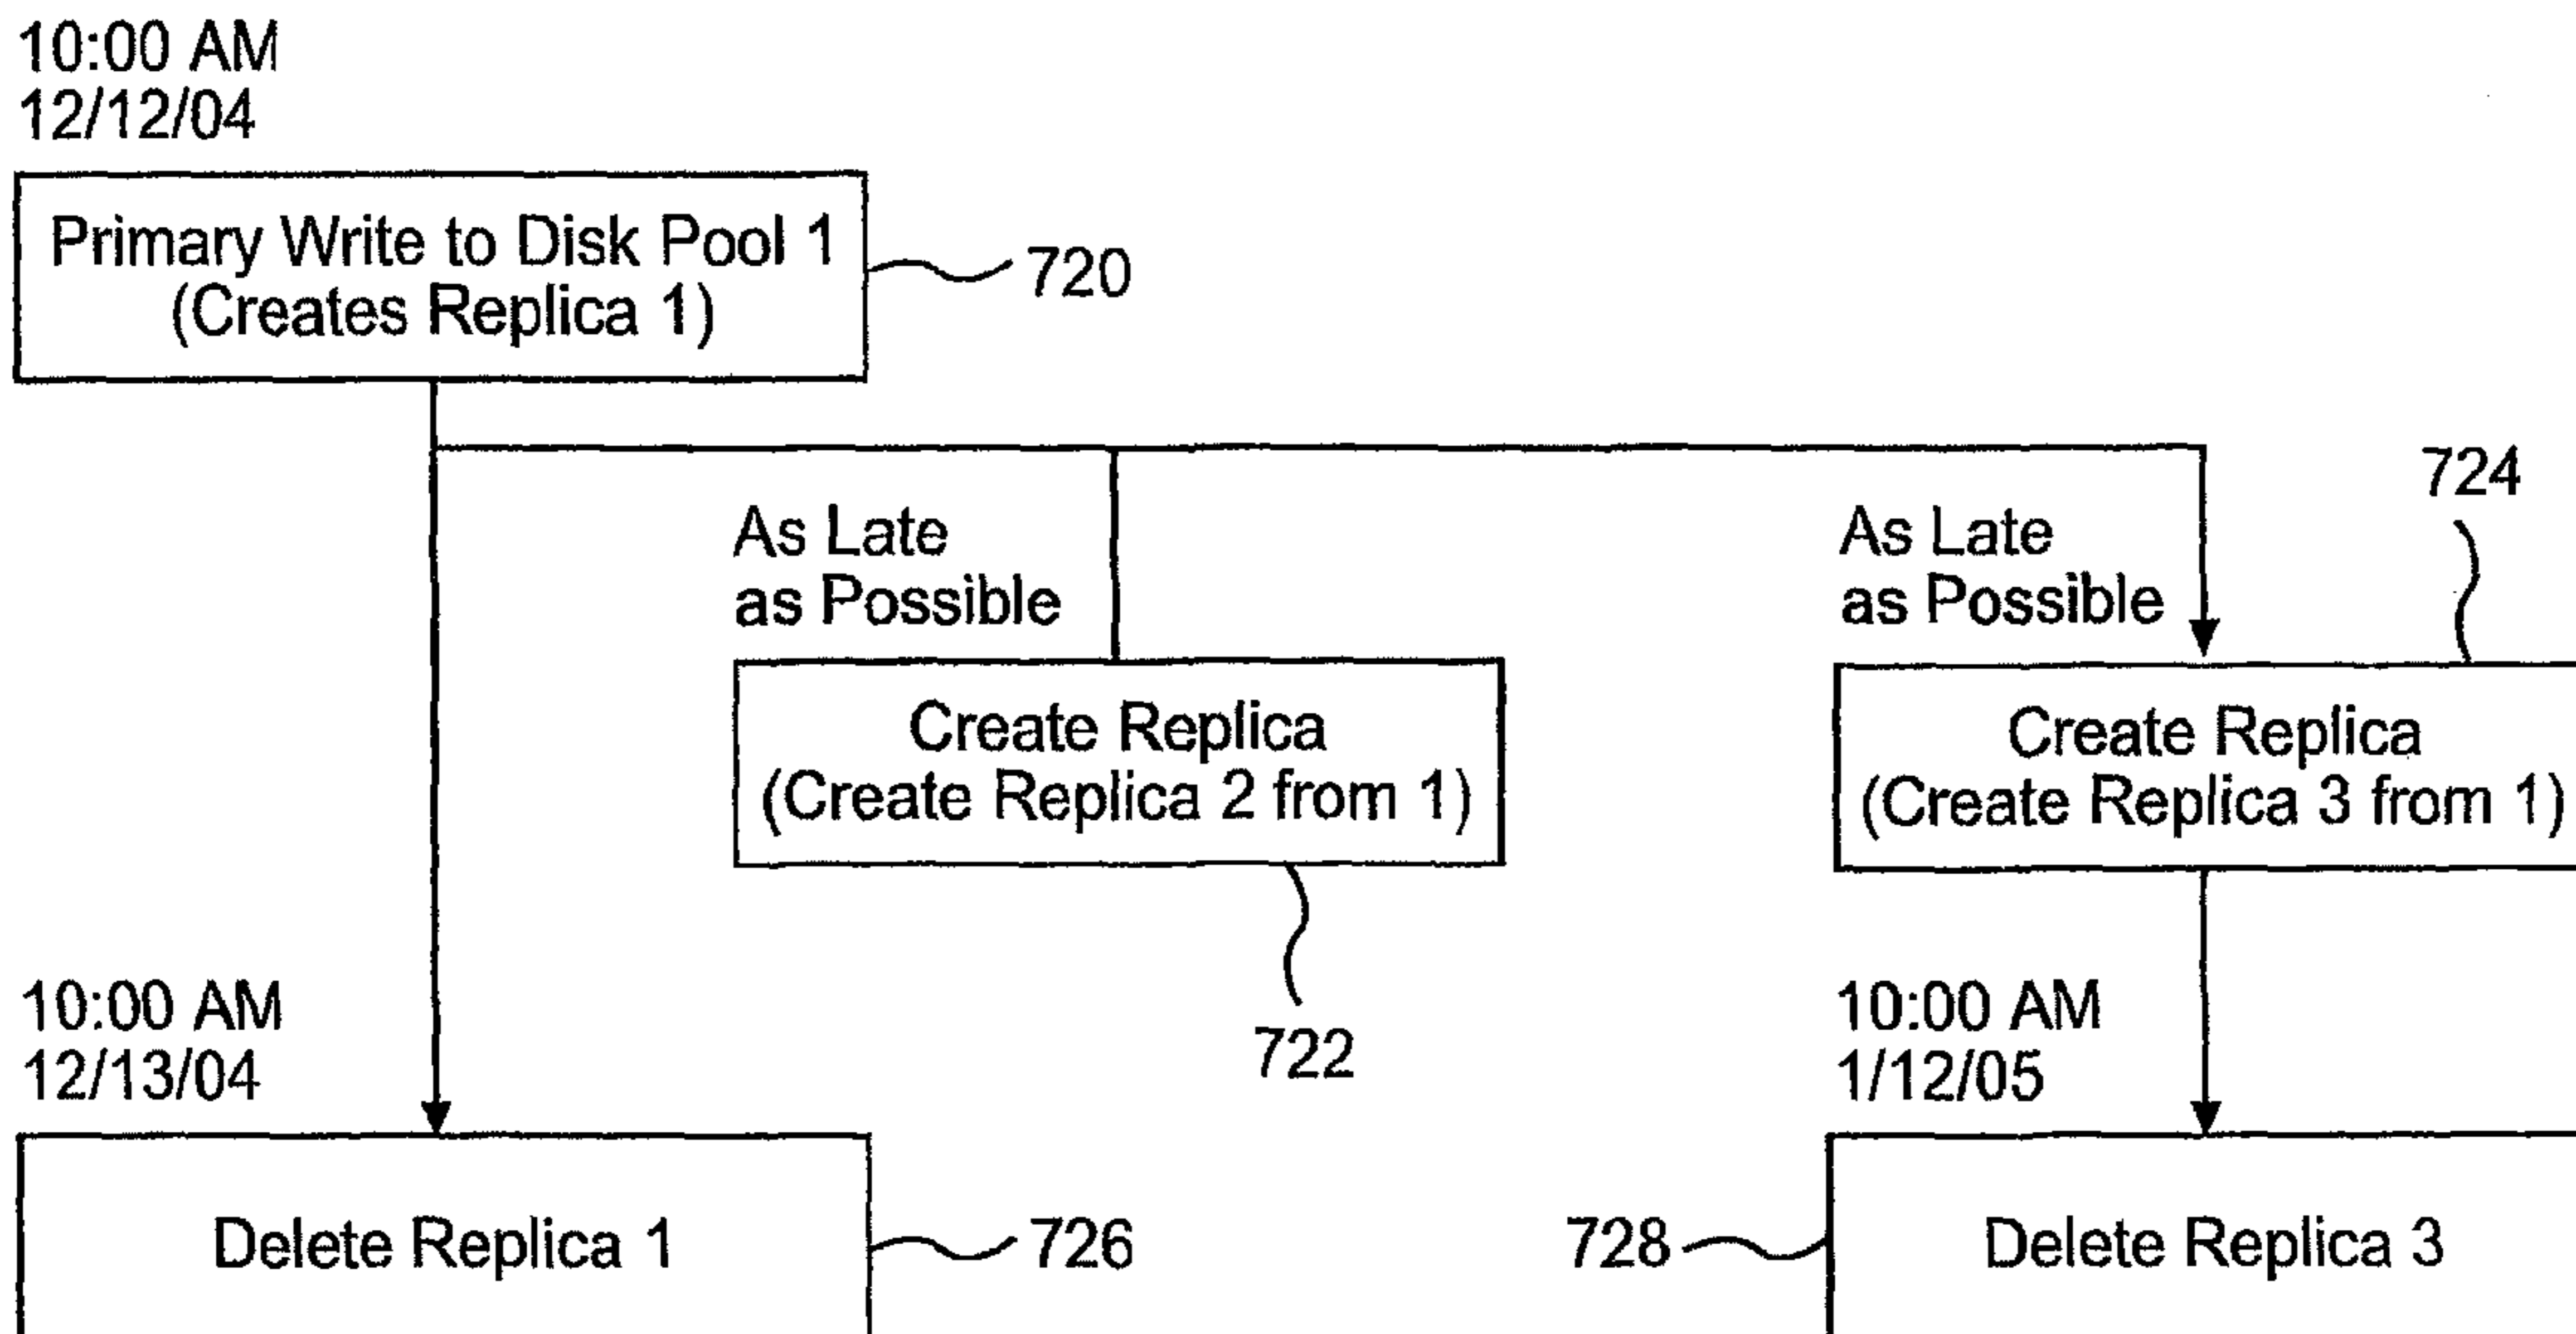 10:00 AM
12/12/04
Primary Write to Disk Pool 1
(Creates Replica 1)
720
724
As Late
as Possible
As Late
as Possible
Create Replica
(Create Replica 2 from 1)
Create Replica
(Create Replica 3 from 1)
722
10:00 AM
12/13/04
10:00 AM
1/12/05
Delete Replica 1
726
728
Delete Replica 3